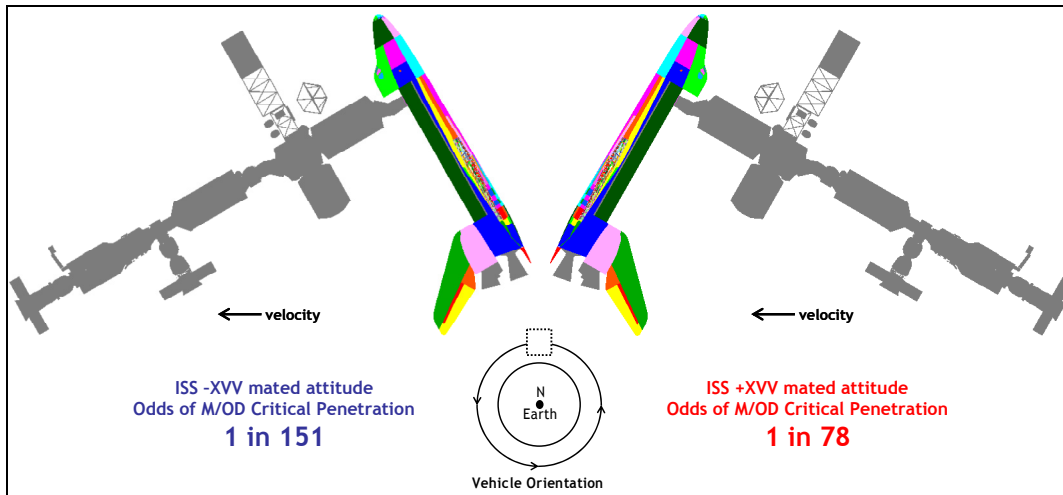 velocity
velocity
ISS –XVV mated attitude
Odds of M/OD Critical Penetration
1 in 151
N
Earth
Vehicle Orientation
ISS +XVV mated attitude
Odds of M/OD Critical Penetration
1 in 78